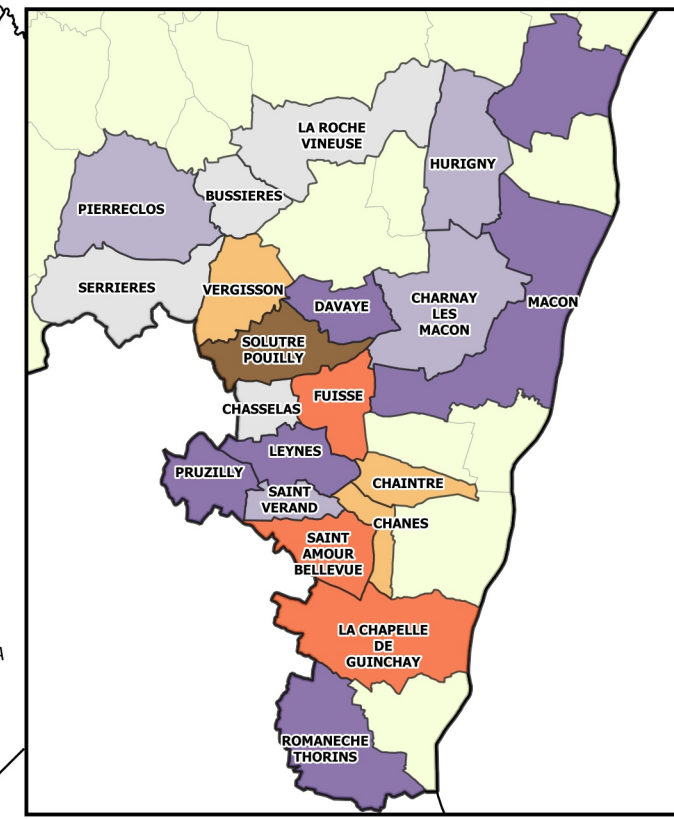 LA ROCHE
VINEUSE
HURIGNY
BUSSIERES
PIERRECLOS
SERRIERES
VERGISSON
DAVAYE
CHARNAY
LES
MACON
MACON
SOLUTRE
POUILLY
FUISSE
CHASSELAS
LEYNES
PRUZILLY
CHAINTRE
SAINT
VERAND
CHANES
SAINT
AMOUR
BELLEVUE
LA CHAPELLE
DE
GUINCHAY
ROMANECHE
THORINS